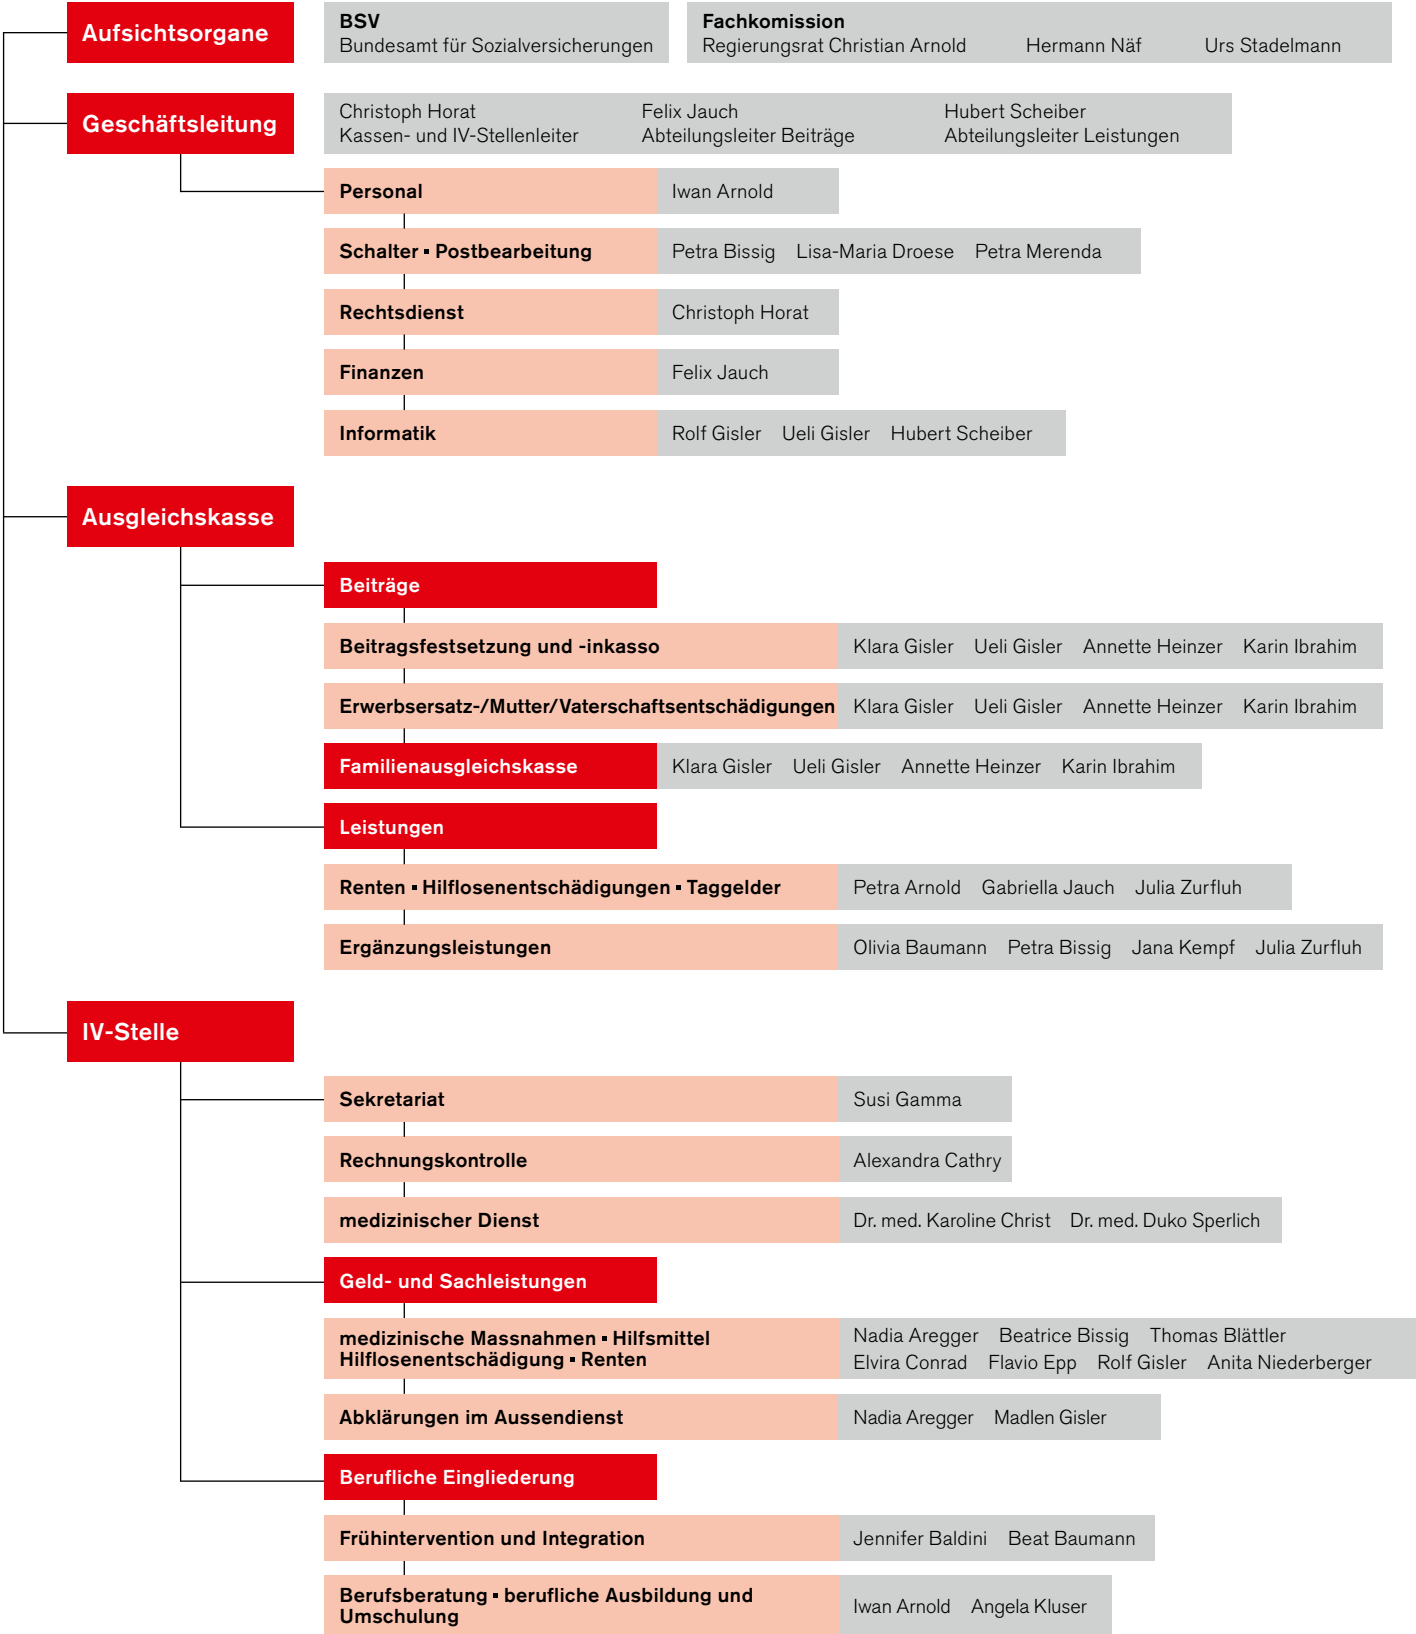 Aufsichtsorgane
BSV
Bundesamt für Sozialversicherungen
Fachkomission
Regierungsrat Christian Arnold Hermann Näf Urs Stadelmann
Geschäftsleitung
Christoph Horat Felix Jauch Hubert Scheiber
Kassen- und IV-Stellenleiter Abteilungsleiter Beiträge Abteilungsleiter Leistungen
Personal Iwan Arnold
Schalter ▪ Postbearbeitung Petra Bissig Lisa-Maria Droese Petra Merenda
Rechtsdienst Christoph Horat
Finanzen Felix Jauch
Informatik Rolf Gisler Ueli Gisler Hubert Scheiber
Ausgleichskasse
Beiträge
Beitragsfestsetzung und -inkasso Klara Gisler Ueli Gisler Annette Heinzer Karin Ibrahim
Erwerbsersatz-/Mutter/Vaterschaftsentschädigungen Klara Gisler Ueli Gisler Annette Heinzer Karin Ibrahim
Familienausgleichskasse Klara Gisler Ueli Gisler Annette Heinzer Karin Ibrahim
Leistungen
Renten ▪ Hilflosenentschädigungen ▪ Taggelder Petra Arnold Gabriella Jauch Julia Zurfluh
Ergänzungsleistungen Olivia Baumann Petra Bissig Jana Kempf Julia Zurfluh
IV-Stelle
Sekretariat Susi Gamma
Rechnungskontrolle Alexandra Cathry
medizinischer Dienst Dr. med. Karoline Christ Dr. med. Duko Sperlich
Geld- und Sachleistungen
medizinische Massnahmen ▪ Hilfsmittel
Hilflosenentschädigung ▪ Renten
Nadia Aregger Beatrice Bissig Thomas Blättler
Elvira Conrad Flavio Epp Rolf Gisler Anita Niederberger
Abklärungen im Aussendienst Nadia Aregger Madlen Gisler
Berufliche Eingliederung
Frühintervention und Integration Jennifer Baldini Beat Baumann
Berufsberatung ▪ berufliche Ausbildung und
Umschulung
Iwan Arnold Angela Kluser